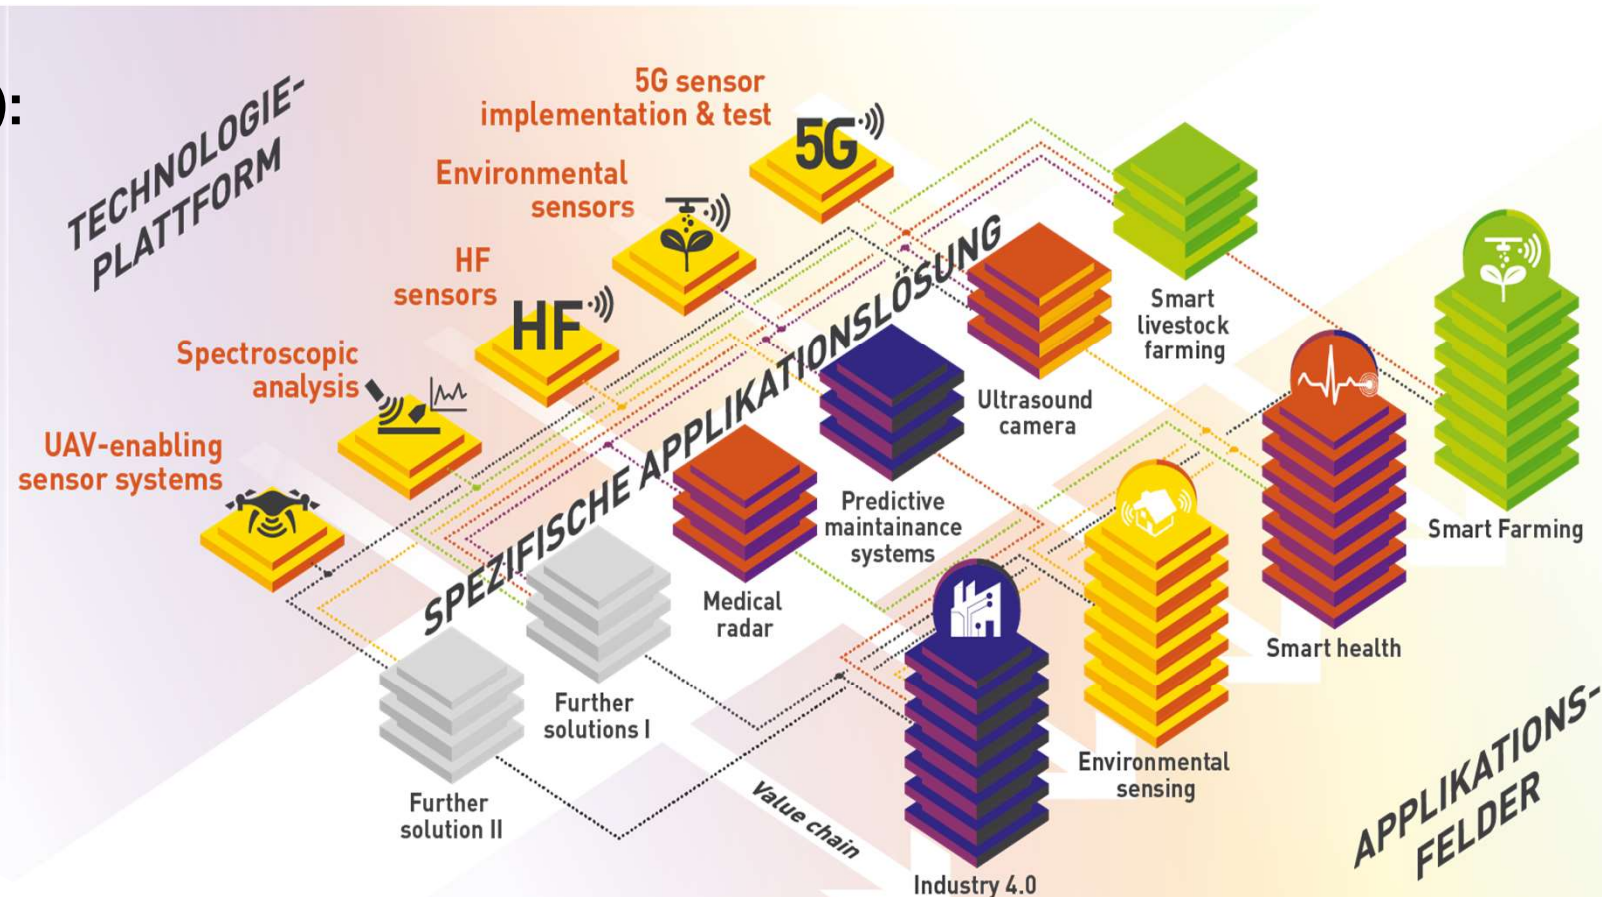 ):
TECHNOLOGIE-
PLATTFORM
5G sensor
implementation & test
5G
Environmental
sensors
HF
sensors
HF
Spectroscopic
analysis
UAV-enabling
sensor systems
SPEZIFISCHE APPLIKATIONSLÖSUNG
Smart
livestock
farming
Ultrasound
camera
Predictive
maintainance
systems
Medical
radar
Further
solutions I
Further
solution II
Value chain
Smart Farming
Smart health
Environmental
sensing
Industry 4.0
APPLIKATIONS-
FELDER